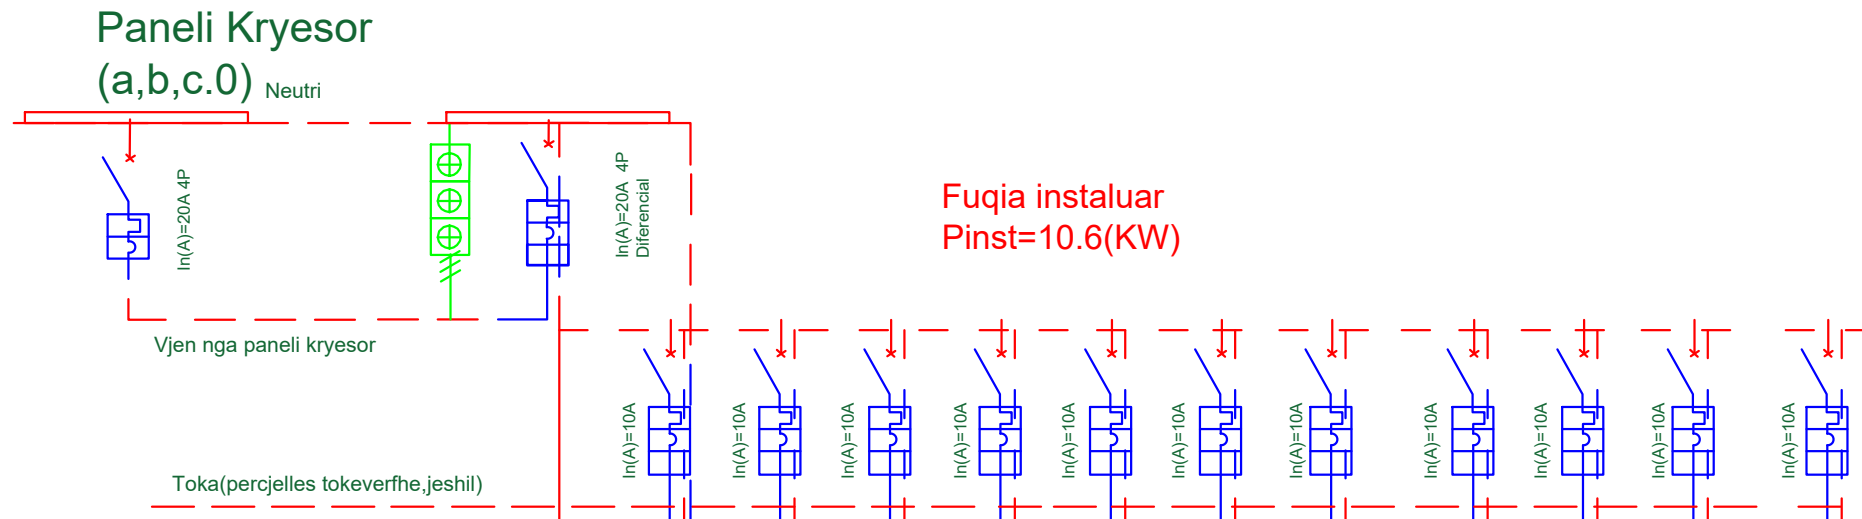 Paneli Kryesor
(a,b,c.0) Neutri
In(A)=20A 4P
In(A)=20A 4P
Diferencial
Fuqia instaluar
Pinst=10.6(KW)
Vjen nga paneli kryesor
In(A)=10A
In(A)=10A
In(A)=10A
In(A)=10A
In(A)=10A
In(A)=10A
In(A)=10A
In(A)=10A
In(A)=10A
In(A)=10A
In(A)=10A
Toka(percjelles tokeverfhe,jeshil)